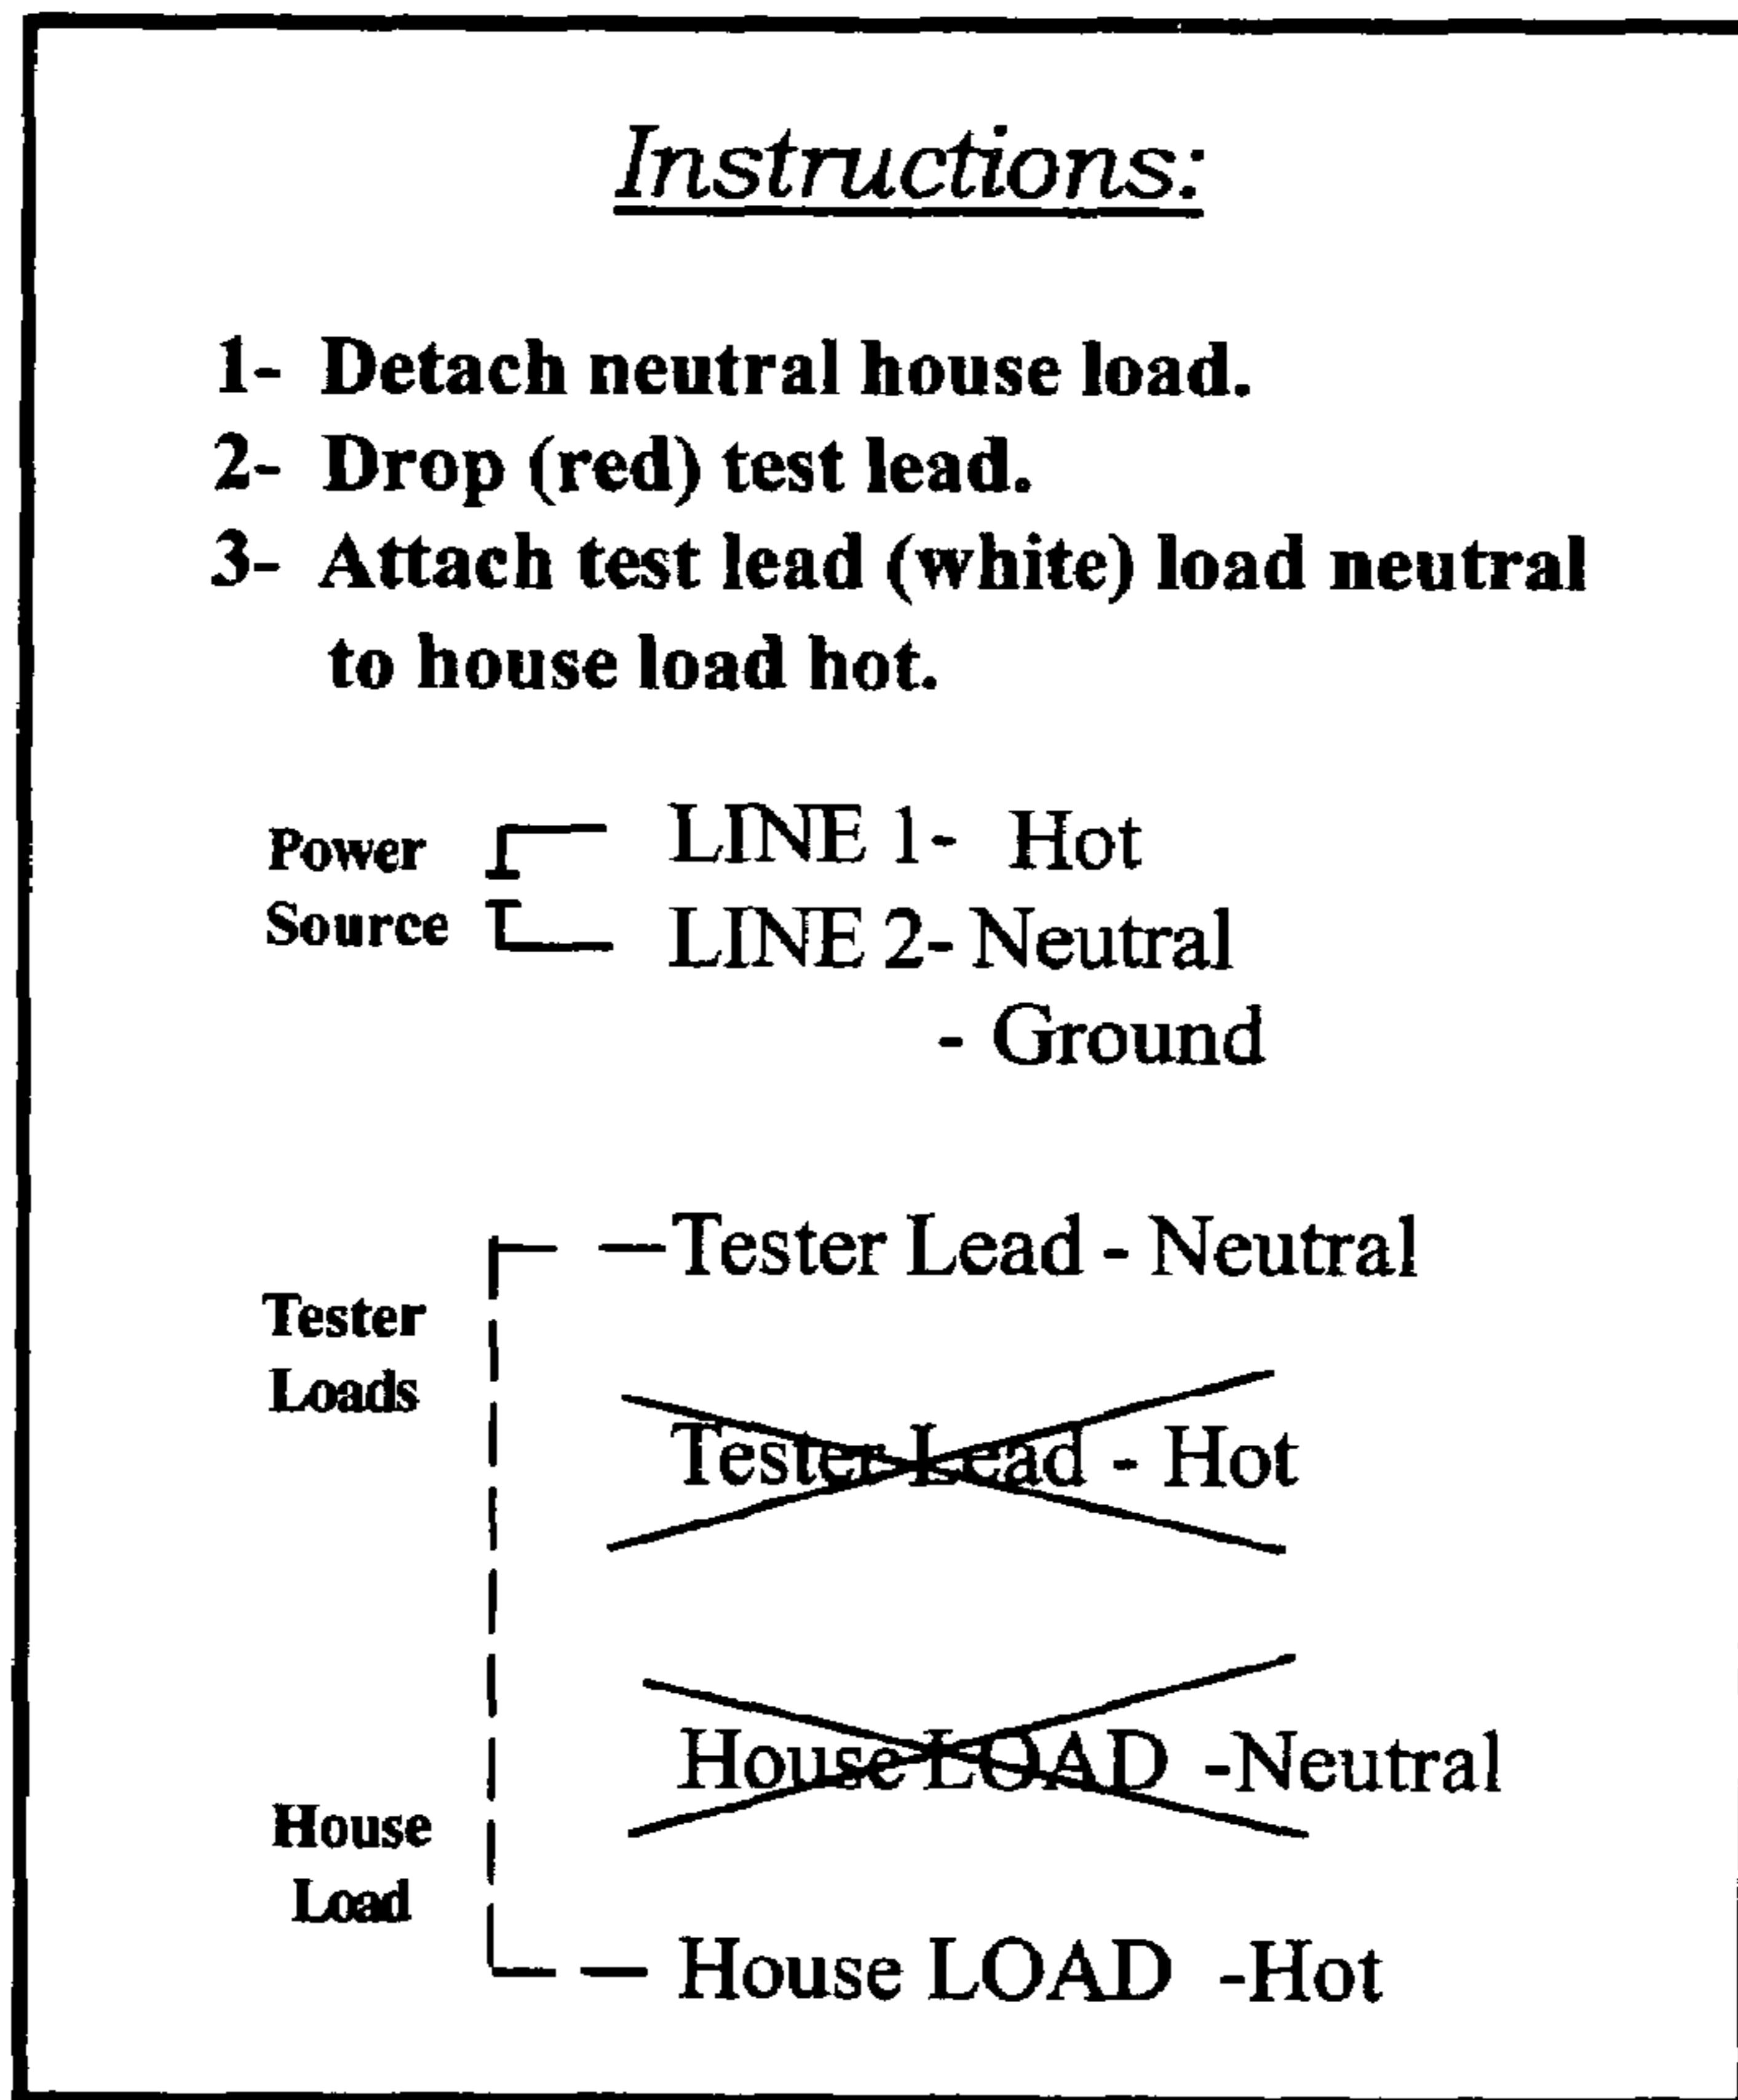 Instructions:
1- Detach neutral house load.
2- Drop (red) test lead.
3- Attach test lead (white) load neutral
to house load hot.
Power
Source
LINE 1- Hot
LINE 2- Neutral
- Ground
Tester Lead - Neutral
Tester
Loads
Tester Lead - Hot
House LOAD -Neutral
House
Load
House LOAD -Hot